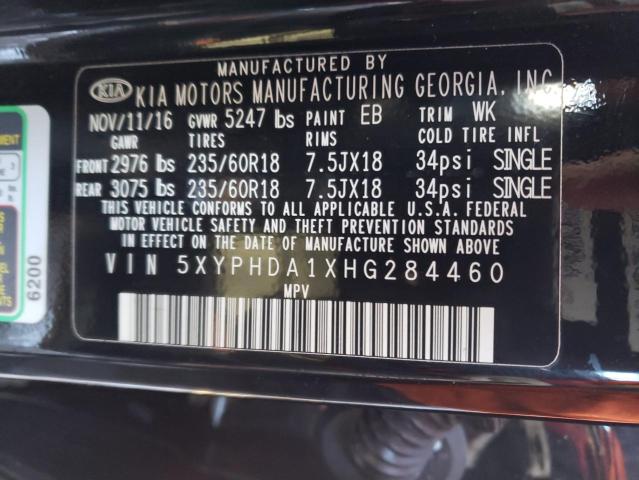 MANUFACTURED BY
KIA KIA MOTORS MANUFACTURING GEORGIA, INC
NOV/11/16 GVWR 5247 lbs PAINT EB TRIM WK
GAWR TIRES RIMS COLD TIRE INFL
FRONT 2976 lbs 235/60R18 7.5JX18 34psi SINGLE
REAR 3075 lbs 235/60R18 7.5JX18 34psi SINGLE
THIS VEHICLE CONFORMS TO ALL APPLICABLE U.S.A. FEDERAL
MOTOR VEHICLE SAFETY AND THEFT PREVENTION STANDARDS
IN EFFECT ON THE DATE OF MANUFACTURE SHOWN ABOVE.
VIN 5XYPHDA1XHG284460
MPV
6200